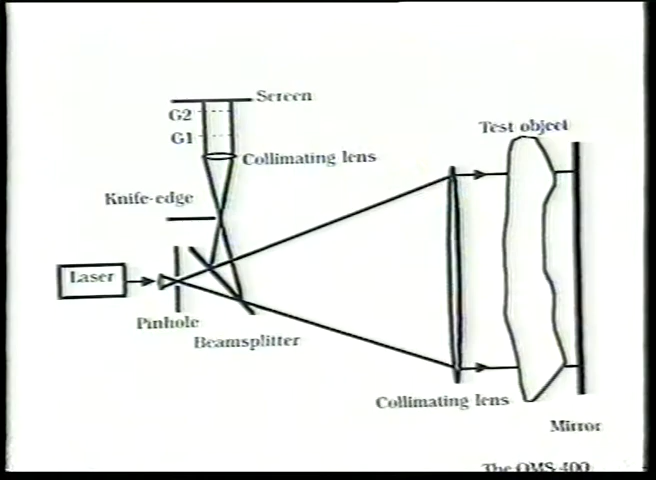 Screen
G2
G1
Collimating lens
Test object
Knife-edge
Laser
Pinhole
Beamsplitter
Collimating lens
Mirror
The OMS 400